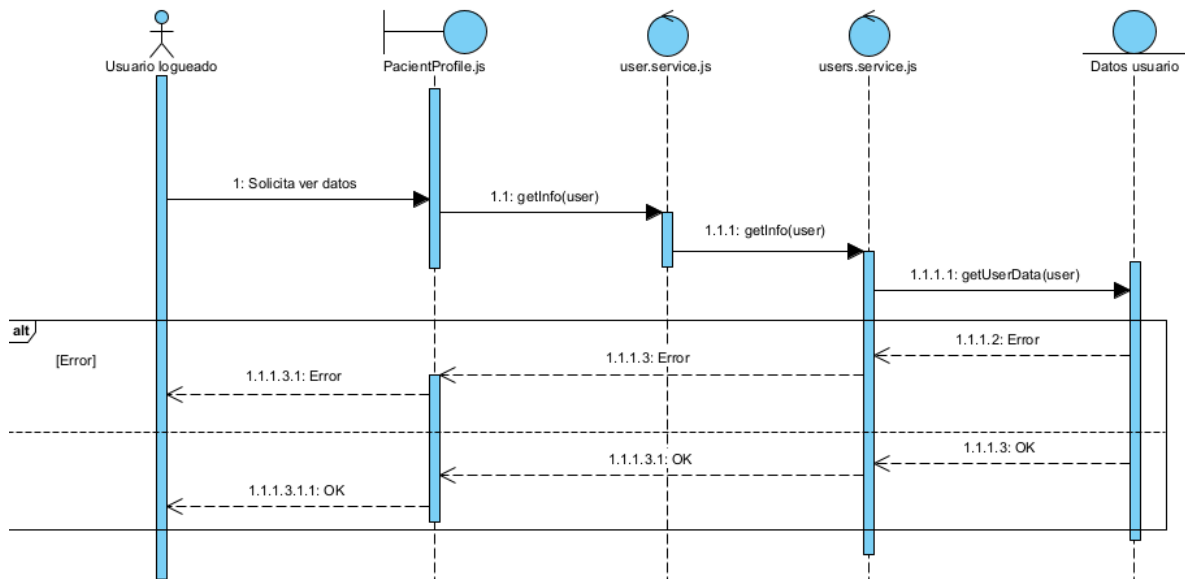 Usuario logueado
PacientProfile.js
user.service.js
users.service.js
Datos usuario
1: Solicita ver datos
1.1: getInfo(user)
1.1.1: getInfo(user)
1.1.1.1: getUserData(user)
alt
[Error]
1.1.1.2: Error
1.1.1.3: Error
1.1.1.3.1: Error
1.1.1.3: OK
1.1.1.3.1: OK
1.1.1.3.1.1: OK